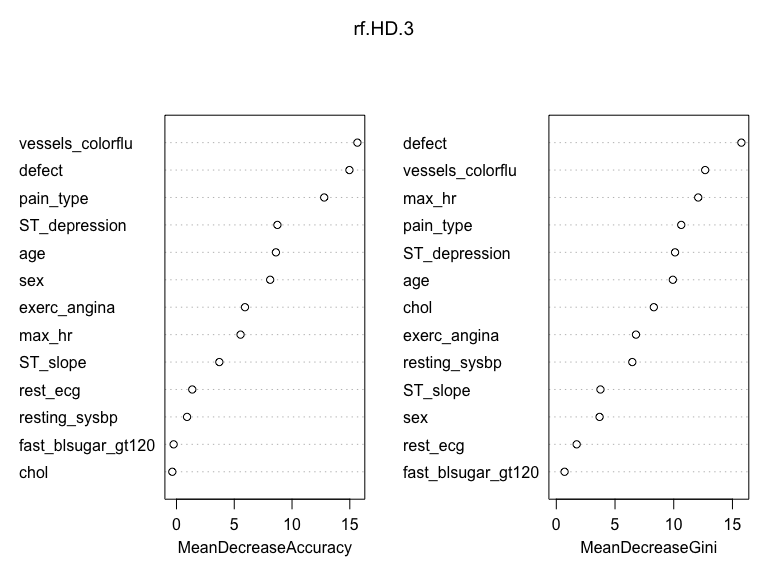 rf.HD.3
vessels_colorflu
defect
pain_type
ST_depression
age
sex
exerc_angina
max_hr
ST_slope
rest_ecg
resting_sysbp
fast_blsugar_gt120
chol
0 5 10 15
MeanDecreaseAccuracy
defect
vessels_colorflu
max_hr
pain_type
ST_depression
age
chol
exerc_angina
resting_sysbp
ST_slope
sex
rest_ecg
fast_blsugar_gt120
0 5 10 15
MeanDecreaseGini